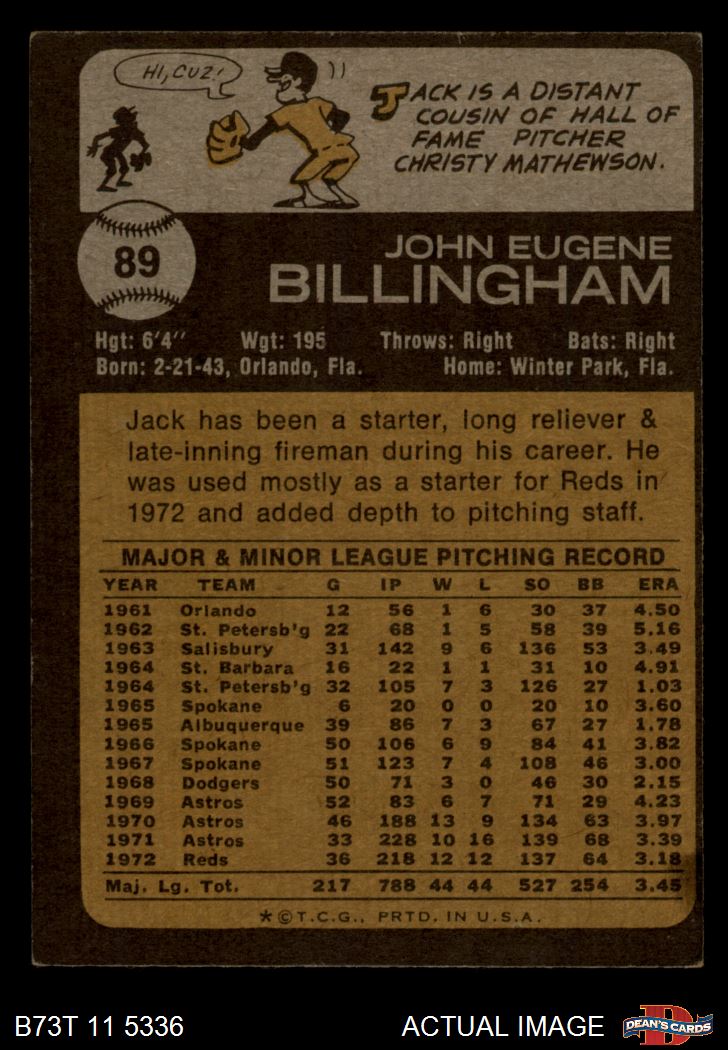 HI, CUZ!
JACK IS A DISTANT
COUSIN OF HALL OF
FAME PITCHER
CHRISTY MATHEWSON.
89
JOHN EUGENE
BILLINGHAM
Hgt: 6'4" Wgt: 195 Throws: Right Bats: Right
Born: 2-21-43, Orlando, Fla. Home: Winter Park, Fla.
Jack has been a starter, long reliever &
late-inning fireman during his career. He
was used mostly as a starter for Reds in
1972 and added depth to pitching staff.
MAJOR & MINOR LEAGUE PITCHING RECORD
YEAR TEAM G IP W L SO BB ERA
1961 Orlando 12 56 1 6 30 37 4.50
1962 St. Petersb'g 22 68 1 5 58 39 5.16
1963 Salisbury 31 142 9 6 136 53 3.49
1964 St. Barbara 16 22 1 1 31 10 4.91
1964 St. Petersb'g 32 105 7 3 126 27 1.03
1965 Spokane 6 20 0 0 20 10 3.60
1965 Albuquerque 39 86 7 3 67 27 1.78
1966 Spokane 50 106 6 9 84 41 3.82
1967 Spokane 51 123 7 4 108 46 3.00
1968 Dodgers 50 71 3 0 46 30 2.15
1969 Astros 52 83 6 7 71 29 4.23
1970 Astros 46 188 13 9 134 63 3.97
1971 Astros 33 228 10 16 139 68 3.39
1972 Reds 36 218 12 12 137 64 3.18
Maj. Lg. Tot. 217 788 44 44 527 254 3.45
*©T.C.G., PRTD. IN U.S.A.
B73T 11 5336 ACTUAL IMAGE
D
DEAN'S CARDS